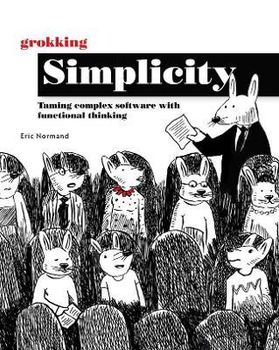 grokking
Simplicity
Taming complex software with
functional thinking
Eric Normand